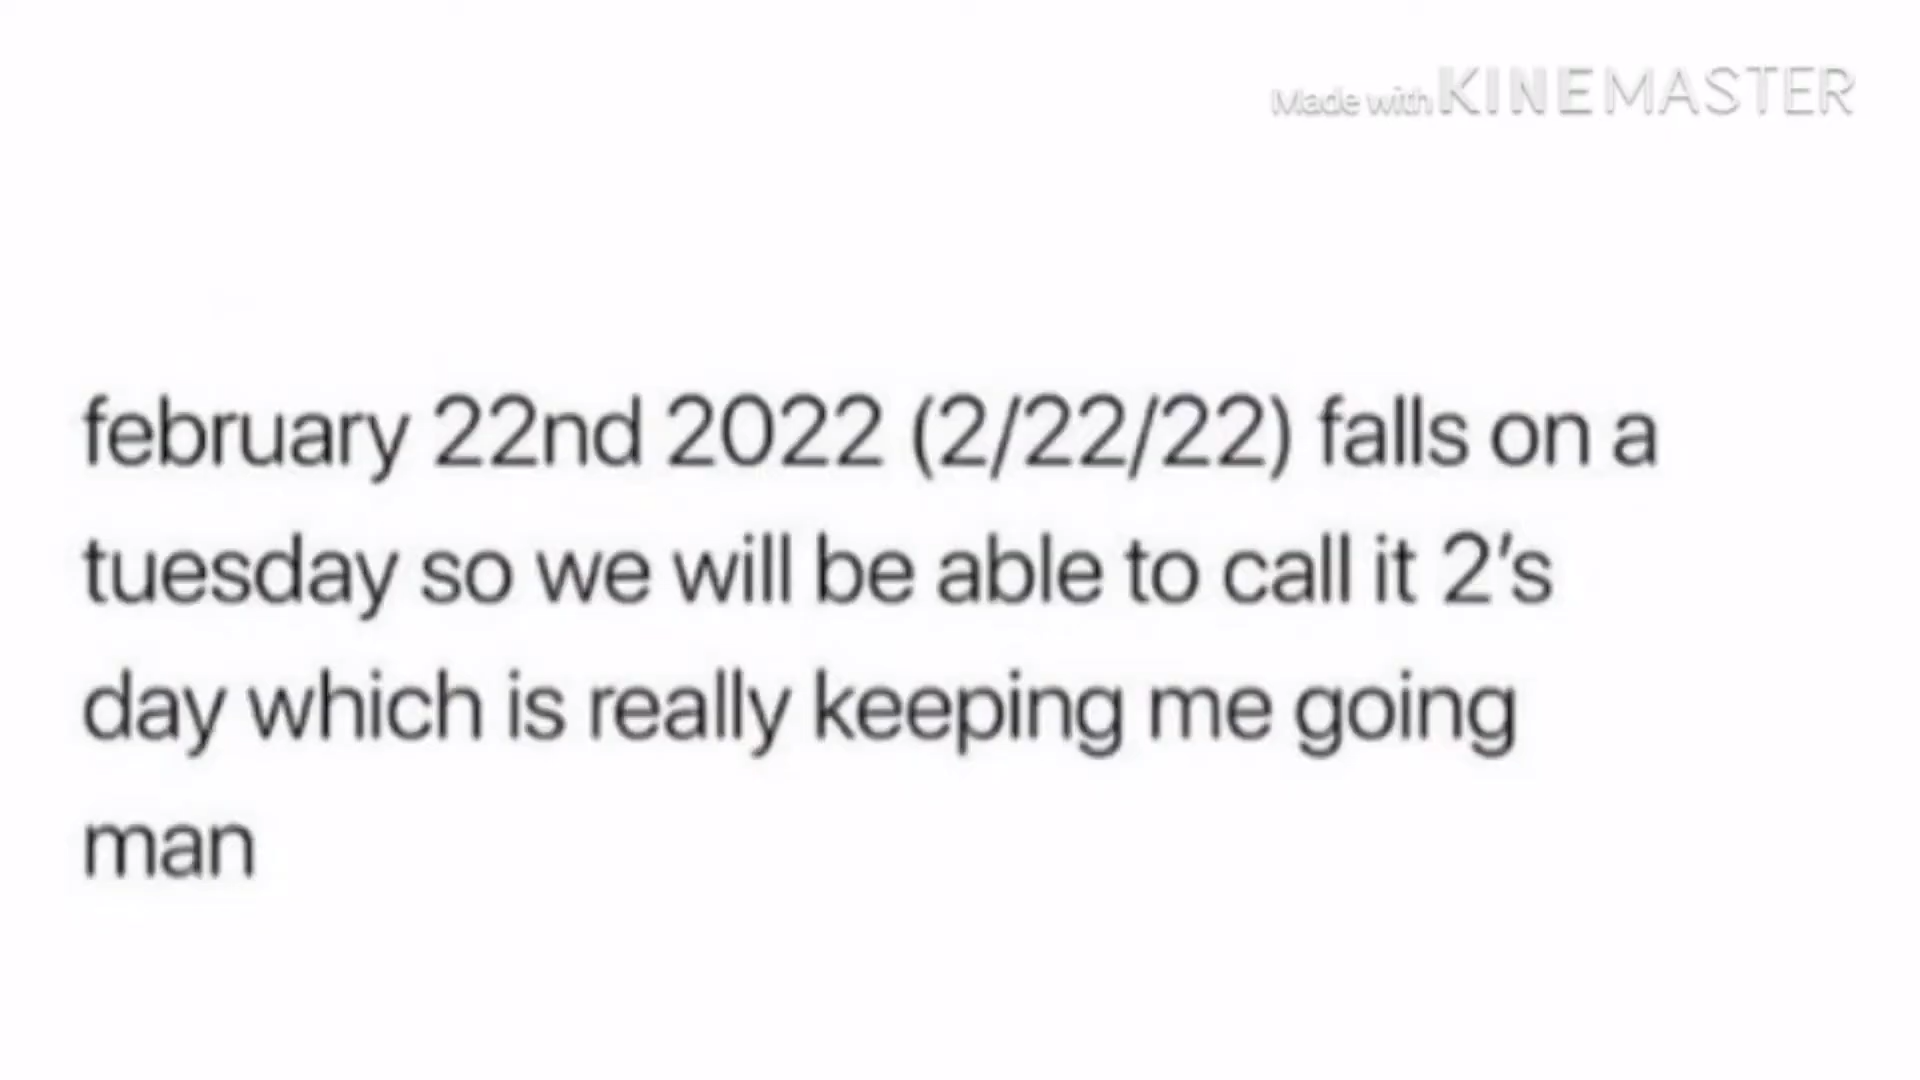 Made with KINEMASTER
february 22nd 2022 (2/22/22) falls on a
tuesday so we will be able to call it 2's
day which is really keeping me going
man